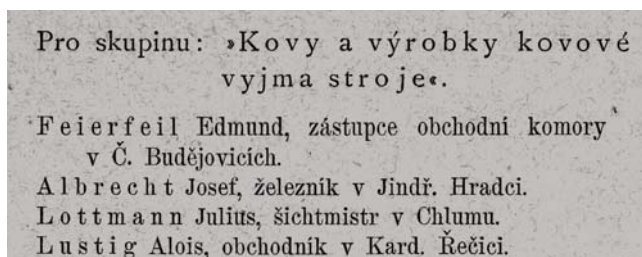 Pro skupinu: »Kovy a výrobky kovové
vyjma stroje«.
Feierfeil Edmund, zástupce obchodní komory
v Č. Budějovicích.
Albrecht Josef, železník v Jindř. Hradci.
Lottmann Julius, šichtmistr v Chlumu.
Lustig Alois, obchodník v Kard. Řečici.